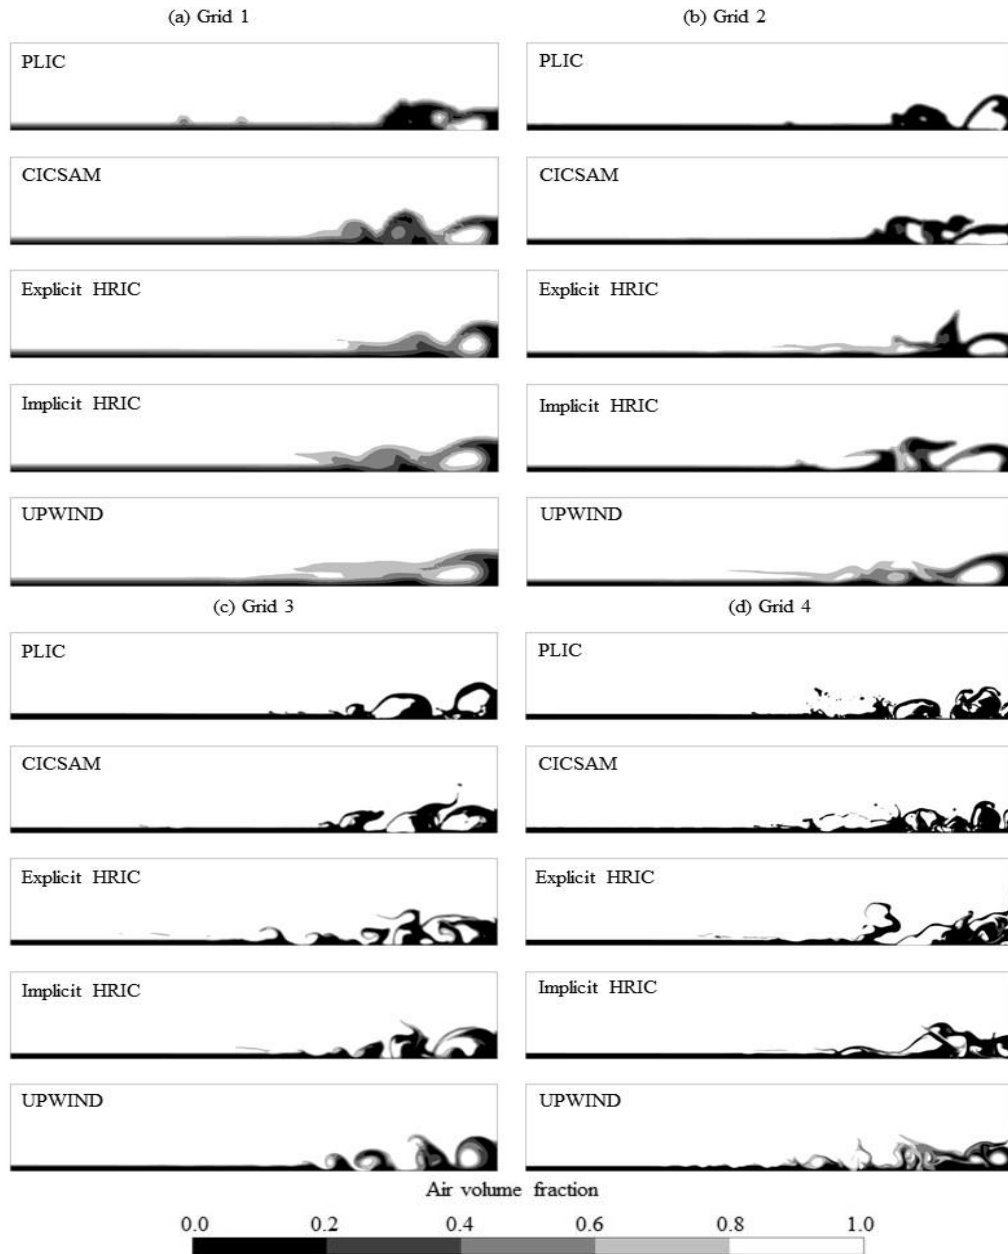 (a) Grid 1
(b) Grid 2
PLIC
PLIC
CICSAM
CICSAM
Explicit HRIC
Explicit HRIC
Implicit HRIC
Implicit HRIC
UPWIND
UPWIND
(c) Grid 3
(d) Grid 4
PLIC
PLIC
CICSAM
CICSAM
Explicit HRIC
Explicit HRIC
Implicit HRIC
Implicit HRIC
UPWIND
UPWIND
Air volume fraction
0.0 0.2 0.4 0.6 0.8 1.0